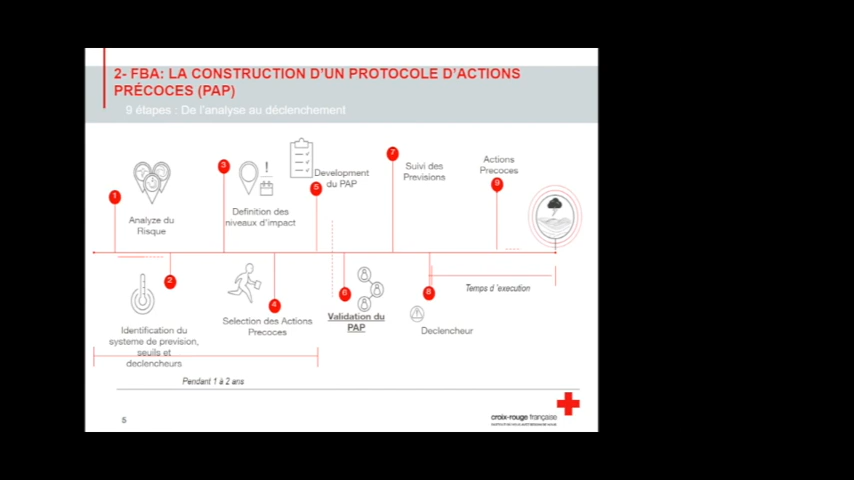 2- FBA: LA CONSTRUCTION D'UN PROTOCOLE D'ACTIONS
PRÉCOCES (PAP)
9 étapes : De l'analyse au déclenchement
1
Analyze du
Risque
2
Identification du
systeme de prevision,
seuils et
declencheurs
3
Definition des
niveaux d'impact
4
Selection des Actions
Precoces
5
Development
du PAP
6
Validation du
PAP
7
Suivi des
Previsions
8
Declencheur
9
Actions
Precoces
Temps d 'execution
Pendant 1 à 2 ans
5
croix-rouge française